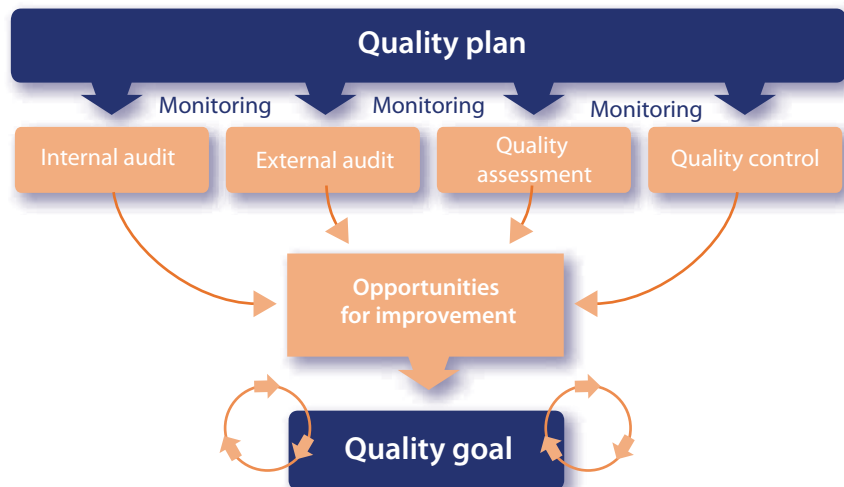 Quality plan
Monitoring
Monitoring
Monitoring
Internal audit
External audit
Quality
assessment
Quality control
Opportunities
for improvement
Quality goal